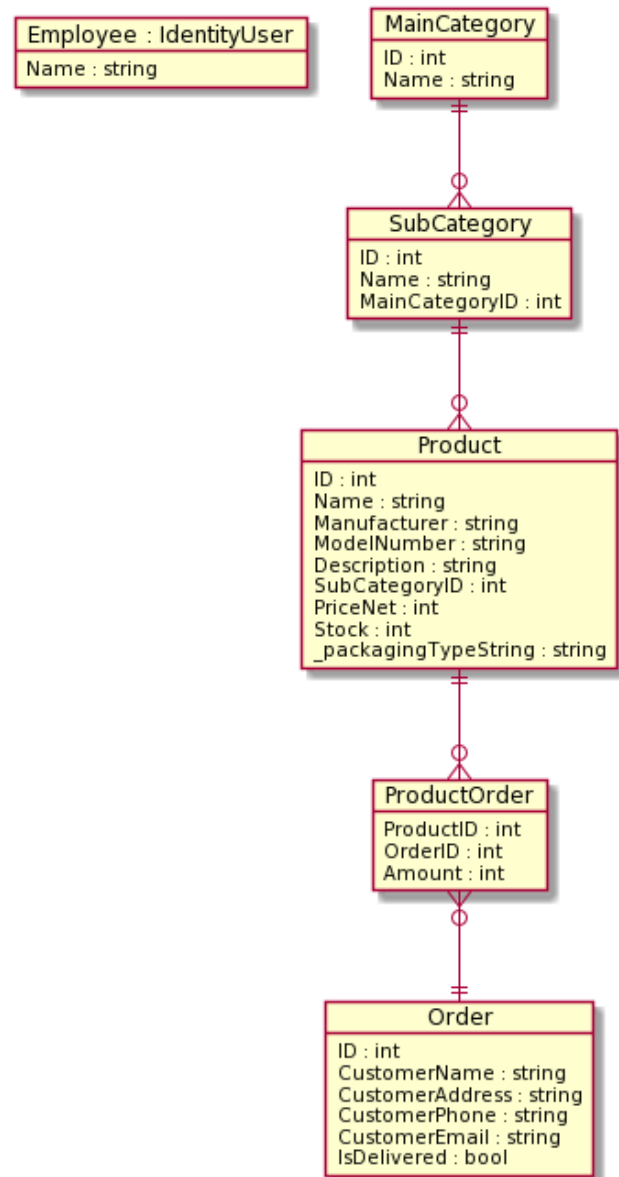 Employee : IdentityUser
Name : string
MainCategory
ID : int
Name : string
SubCategory
ID : int
Name : string
MainCategoryID : int
Product
ID : int
Name : string
Manufacturer : string
ModelNumber : string
Description : string
SubCategoryID : int
PriceNet : int
Stock : int
_packagingTypeString : string
ProductOrder
ProductID : int
OrderID : int
Amount : int
Order
ID : int
CustomerName : string
CustomerAddress : string
CustomerPhone : string
CustomerEmail : string
IsDelivered : bool